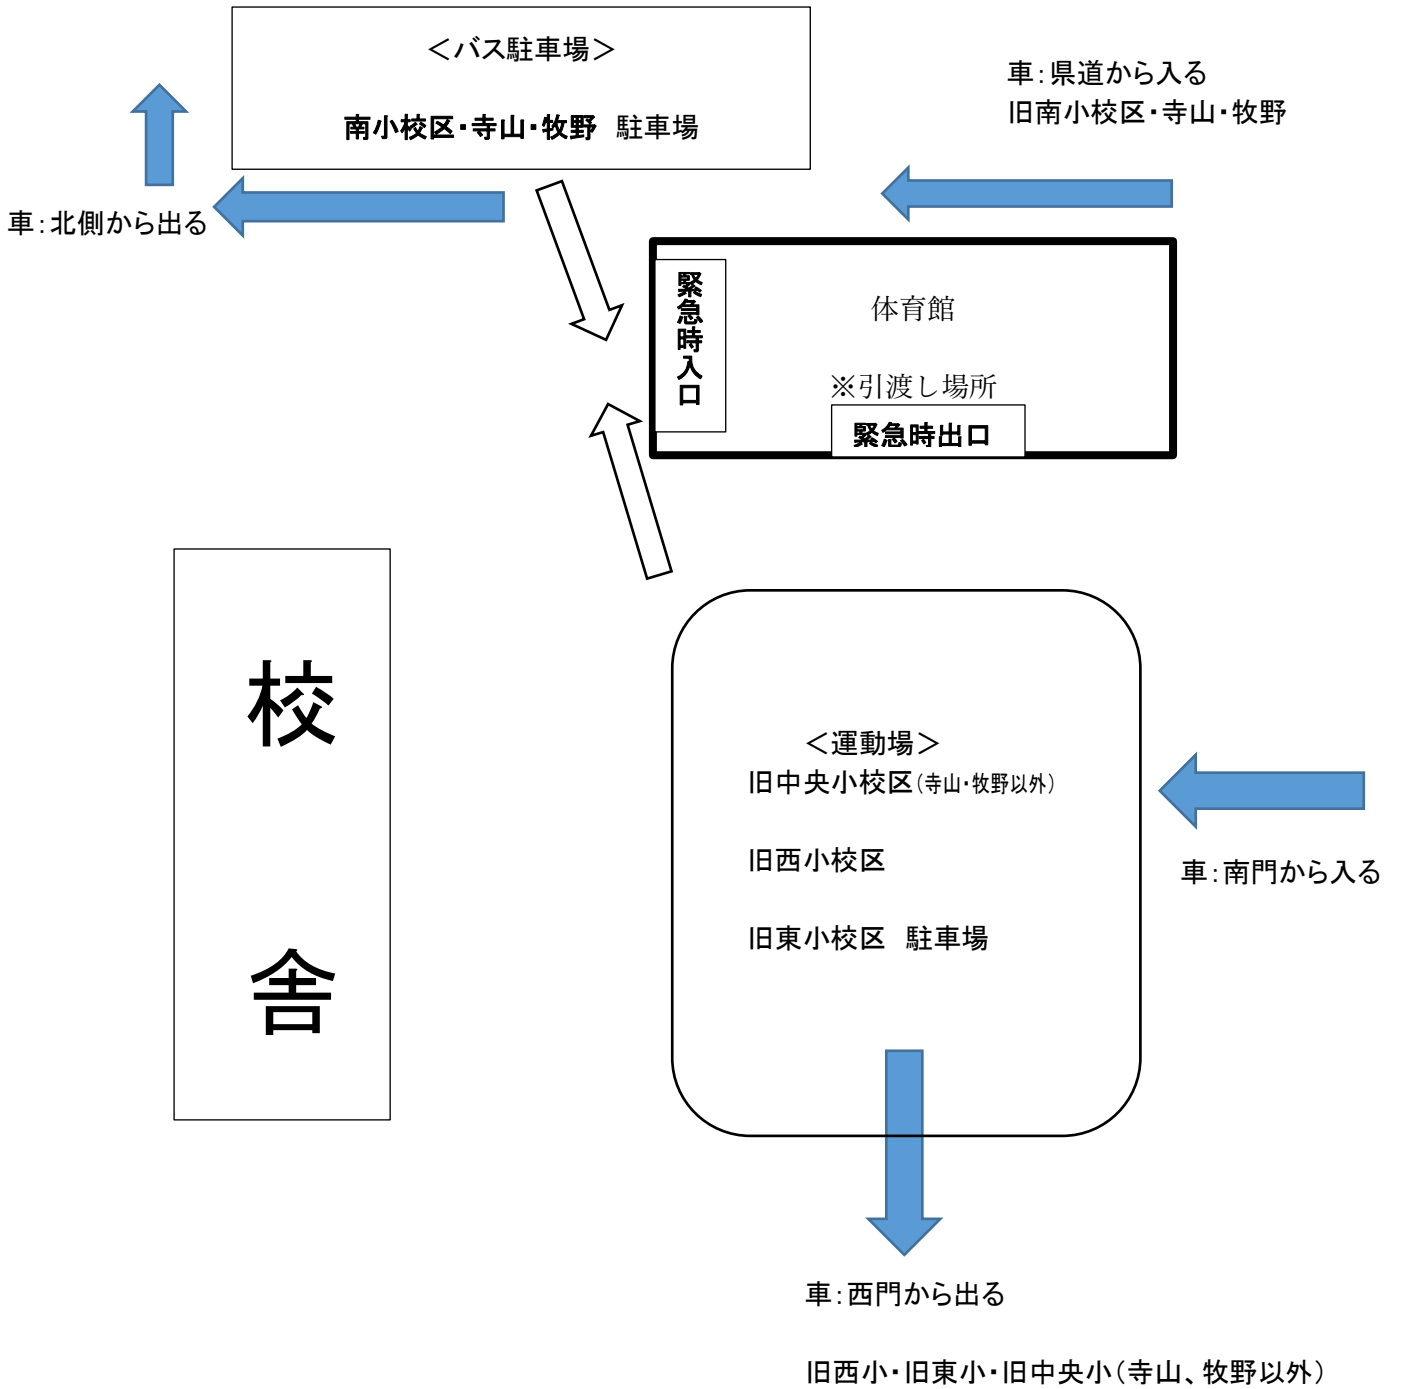 ＜バス駐車場＞
南小校区・寺山・牧野　駐車場
車：県道から入る
旧南小校区・寺山・牧野
車：北側から出る
緊急時入口
体育館
※引渡し場所
緊急時出口
校舎
＜運動場＞
旧中央小校区（寺山・牧野以外）
旧西小校区
旧東小校区　駐車場
車：南門から入る
車：西門から出る
旧西小・旧東小・旧中央小（寺山、牧野以外）